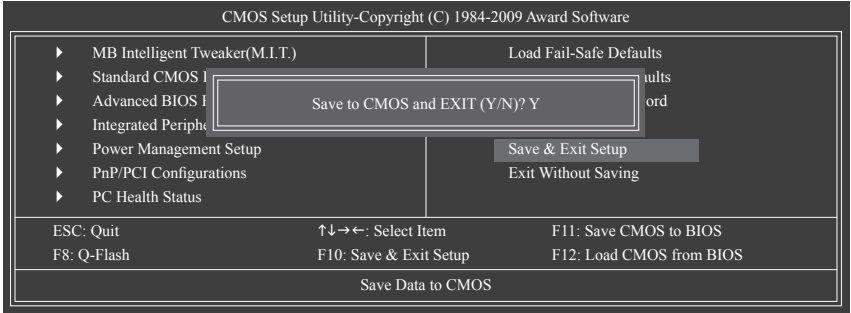 CMOS Setup Utility-Copyright (C) 1984-2009 Award Software
MB Intelligent Tweaker(M.I.T.)
Load Fail-Safe Defaults
Standard CMOS
Advanced BIOS
Integrated
Save to CMOS and EXIT (Y/N)? Y
Power Management Setup
Save & Exit Setup
PnP/PCI Configurations
Exit Without Saving
PC Health Status
ESC: Quit
↑↓→←: Select Item
F11: Save CMOS to BIOS
F8: Q-Flash
F10: Save & Exit Setup
F12: Load CMOS from BIOS
Save Data to CMOS